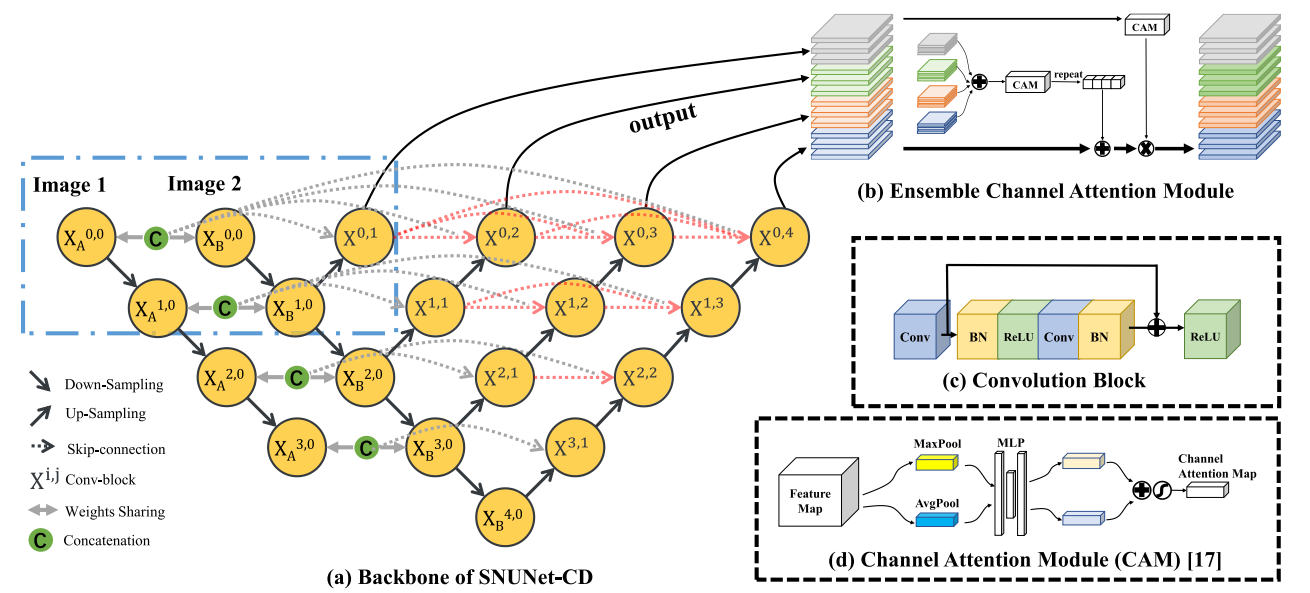 Image 1
Image 2
X_A^0,0
C
X_B^0,0
X^0,1
X^0,2
X^0,3
X^0,4
X_A^1,0
C
X_B^1,0
X^1,1
X^1,2
X^1,3
X_A^2,0
C
X_B^2,0
X^2,1
X^2,2
X_A^3,0
C
X_B^3,0
X^3,1
X_B^4,0
output
Down-Sampling
Up-Sampling
Skip-connection
X^i,j Conv-block
Weights Sharing
C Concatenation
(a) Backbone of SNUNet-CD
CAM
CAM
repeat
(b) Ensemble Channel Attention Module
Conv
BN
ReLU
Conv
BN
ReLU
(c) Convolution Block
Feature
Map
MaxPool
AvgPool
MLP
Channel
Attention Map
(d) Channel Attention Module (CAM) [17]